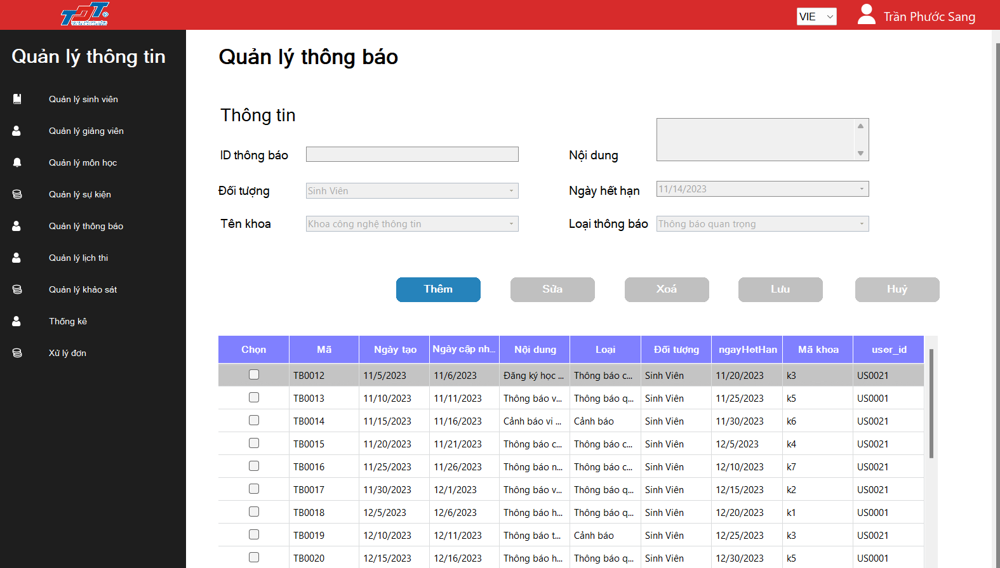 TDT
VIE
Trần Phước Sang
Quản lý thông tin
Quản lý sinh viên
Quản lý giảng viên
Quản lý môn học
Quản lý sự kiện
Quản lý thông báo
Quản lý lịch thi
Quản lý khảo sát
Thống kê
Xử lý đơn
Quản lý thông báo
Thông tin
ID thông báo
Nội dung
Đối tượng
Sinh Viên
Ngày hết hạn
11/14/2023
Tên khoa
Khoa công nghệ thông tin
Loại thông báo
Thông báo quan trọng
Thêm
Sửa
Xoá
Lưu
Huỷ
Chọn Mã Ngày tạo Ngày cập nh... Nội dung Loại Đối tượng ngayHetHan Mã khoa user_id
TB0012 11/5/2023 11/6/2023 Đăng ký học ... Thông báo c... Sinh Viên 11/20/2023 k3 US0021
TB0013 11/10/2023 11/11/2023 Thông báo v... Thông báo q... Sinh Viên 11/25/2023 k5 US0001
TB0014 11/15/2023 11/16/2023 Cảnh báo vi ... Cảnh báo Sinh Viên 11/30/2023 k6 US0021
TB0015 11/20/2023 11/21/2023 Thông báo c... Thông báo c... Sinh Viên 12/5/2023 k4 US0021
TB0016 11/25/2023 11/26/2023 Thông báo n... Thông báo c... Sinh Viên 12/10/2023 k7 US0021
TB0017 11/30/2023 12/1/2023 Thông báo v... Thông báo q... Sinh Viên 12/15/2023 k2 US0021
TB0018 12/5/2023 12/6/2023 Thông báo h... Thông báo q... Sinh Viên 12/20/2023 k1 US0001
TB0019 12/10/2023 12/11/2023 Thông báo t... Cảnh báo Sinh Viên 12/25/2023 k3 US0021
TB0020 12/15/2023 12/16/2023 Thông báo h... Thông báo q... Sinh Viên 12/30/2023 k5 US0001